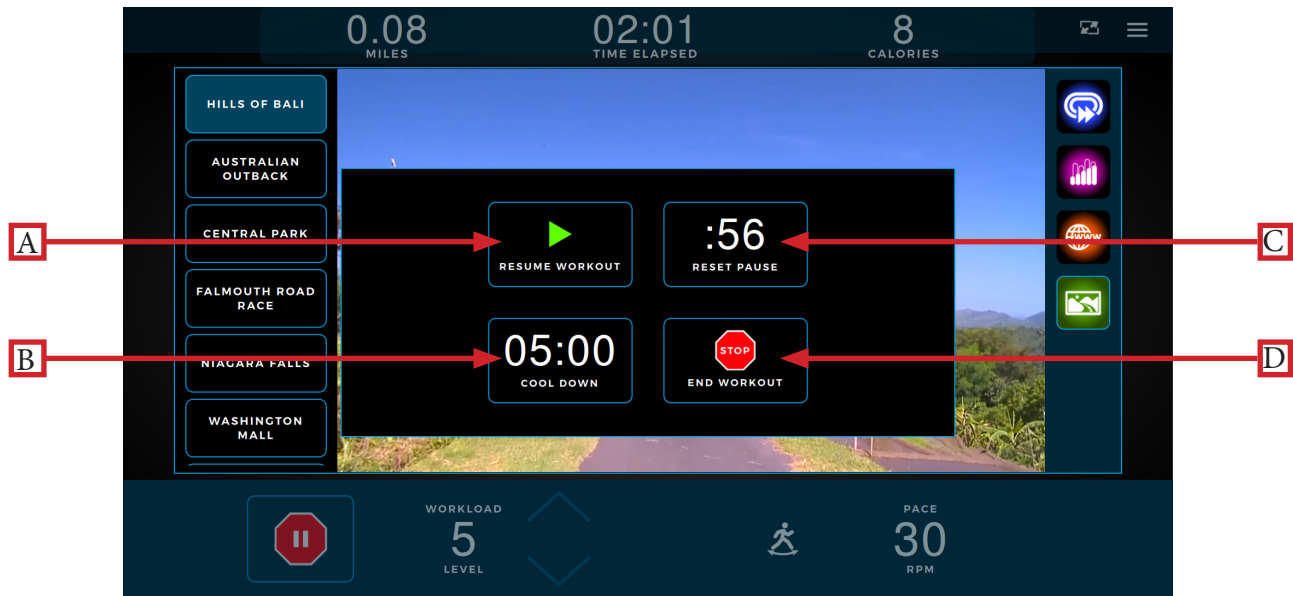 0.08
MILES
02:01
TIME ELAPSED
8
CALORIES
HILLS OF BALI
AUSTRALIAN
OUTBACK
CENTRAL PARK
FALMOUTH ROAD
RACE
NIAGARA FALLS
WASHINGTON
MALL
A
RESUME WORKOUT
:56
RESET PAUSE
C
WWW
B
05:00
COOL DOWN
STOP
END WORKOUT
D
WORKLOAD
5
LEVEL
PACE
30
RPM